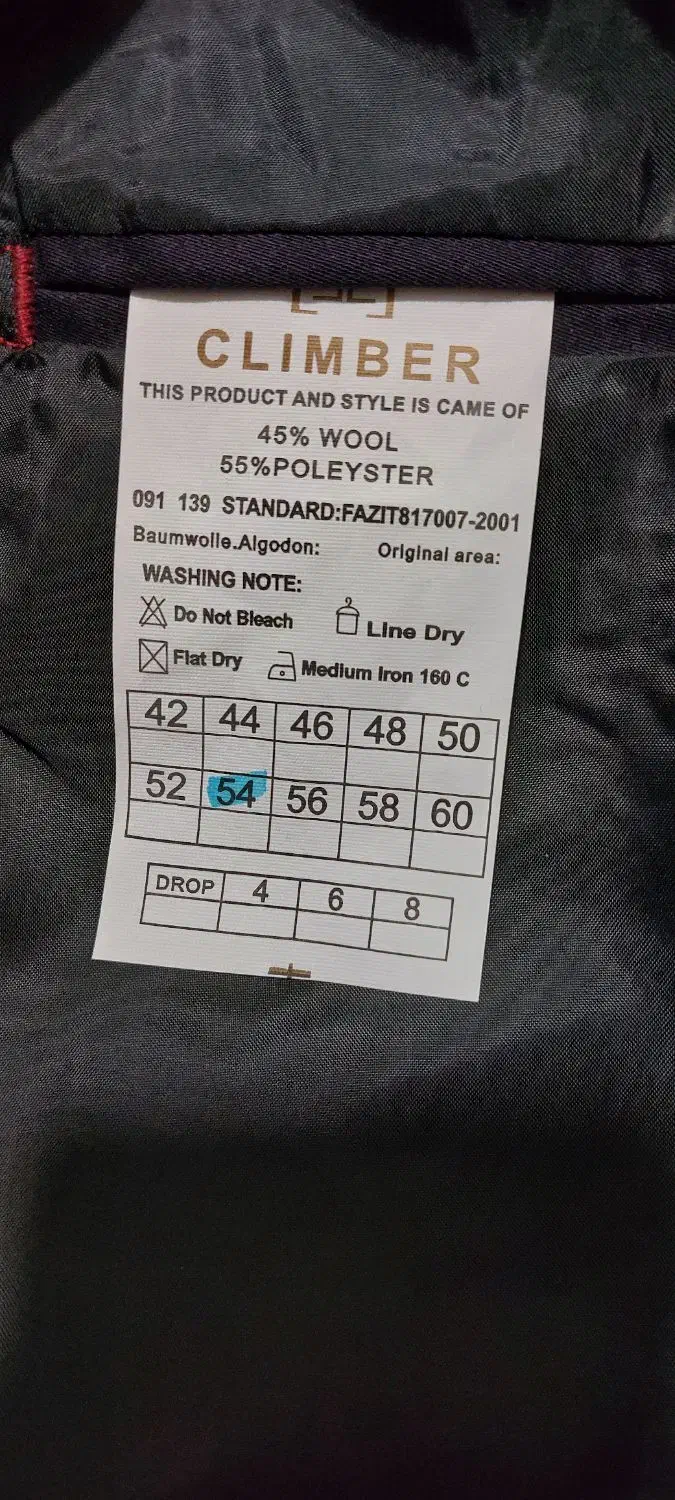 CLIMBER
THIS PRODUCT AND STYLE IS CAME OF
45% WOOL
55%POLEYSTER
091 139 STANDARD:FAZIT817007-2001
Baumwolle.Algodon: Original area:
WASHING NOTE:
Do Not Bleach Line Dry
Flat Dry Medium Iron 160 C
42 44 46 48 50
52 54 56 58 60
DROP 4 6 8